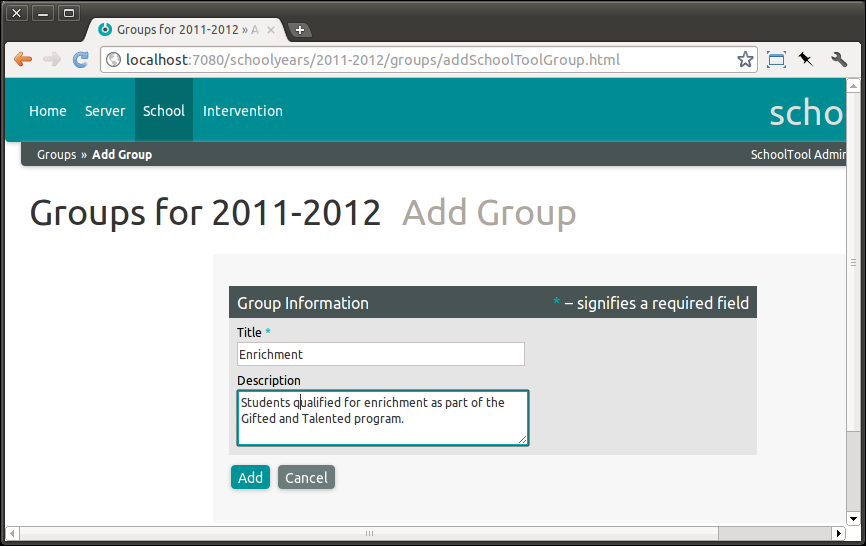 Groups for 2011-2012 » A
localhost:7080/schoolyears/2011-2012/groups/addSchoolToolGroup.html
Home Server School Intervention scho
Groups » Add Group SchoolTool Admin
Groups for 2011-2012 Add Group
Group Information * – signifies a required field
Title *
Enrichment
Description
Students qualified for enrichment as part of the
Gifted and Talented program.
Add Cancel